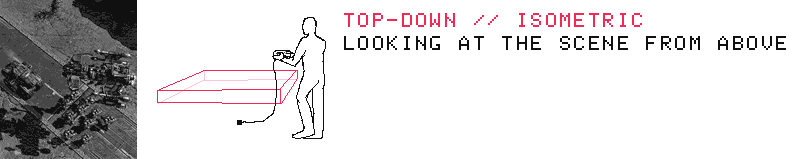 TOP-DOWN // ISOMETRIC
LOOKING AT THE SCENE FROM ABOVE